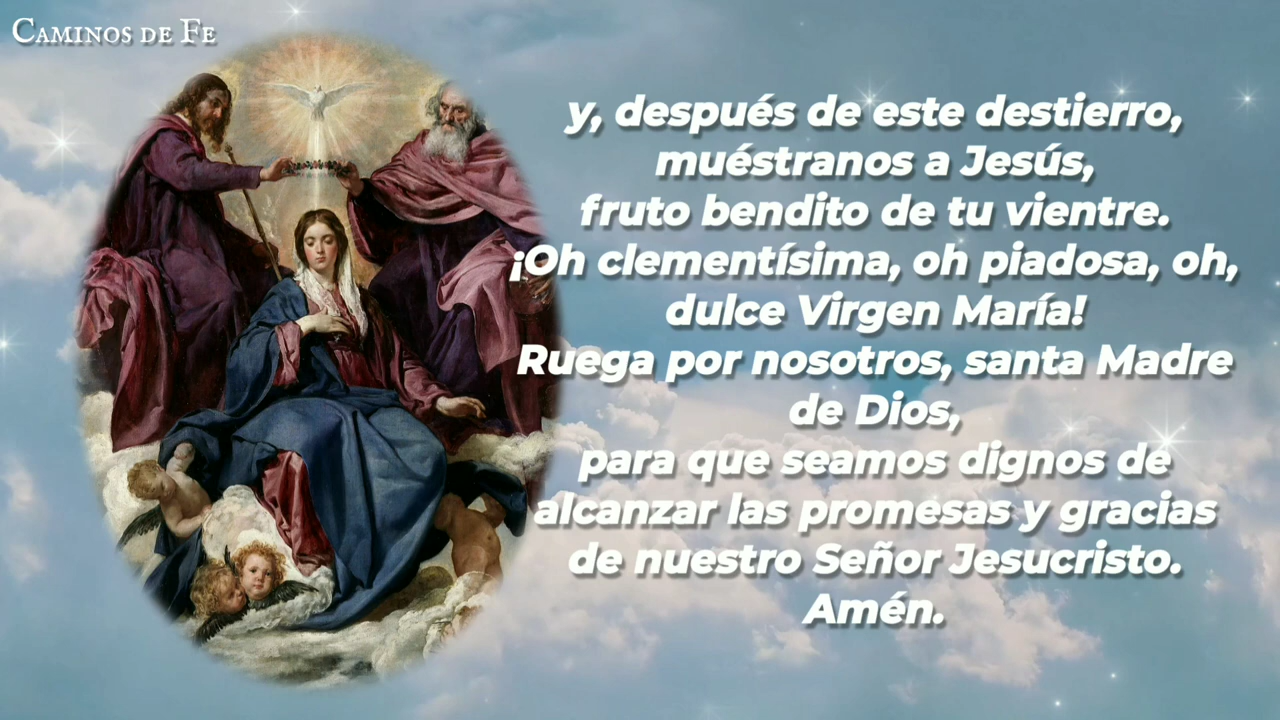 Caminos de Fe
y, después de este destierro,
muéstranos a Jesús,
fruto bendito de tu vientre.
¡Oh clementísima, oh piadosa, oh,
dulce Virgen María!
Ruega por nosotros, santa Madre
de Dios,
para que seamos dignos de
alcanzar las promesas y gracias
de nuestro Señor Jesucristo.
Amén.